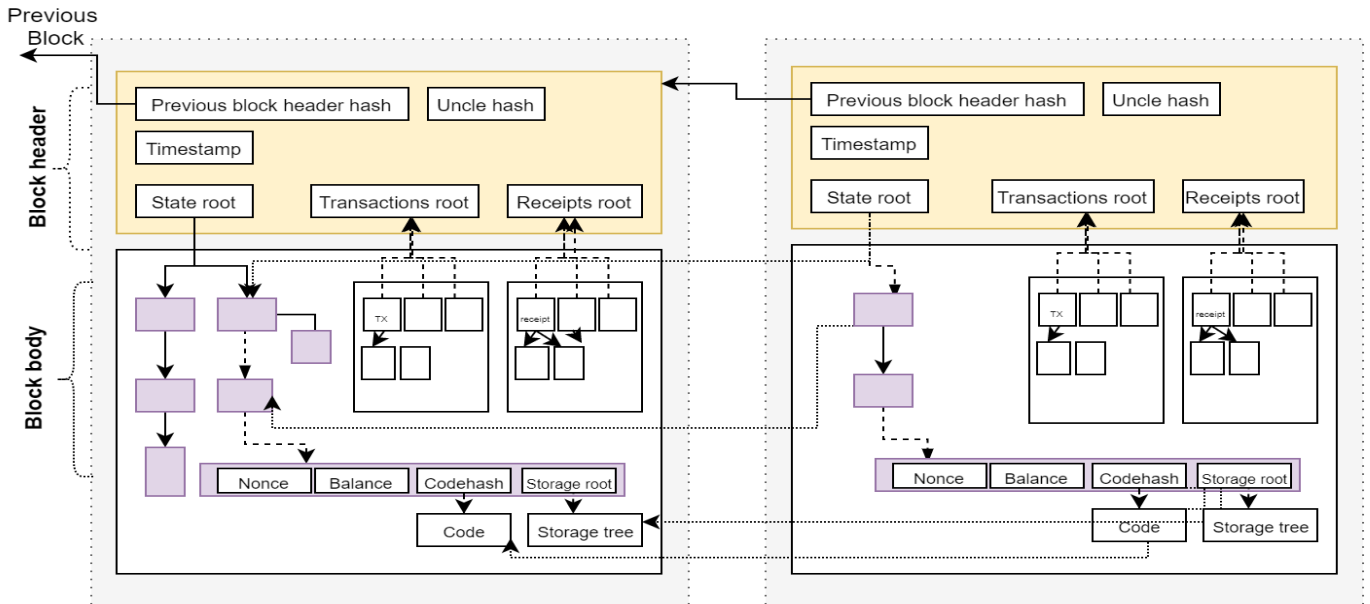 Previous
Block
Block header
Previous block header hash
Uncle hash
Timestamp
State root
Transactions root
Receipts root
Block body
TX
receipt
Nonce
Balance
Codehash
Storage root
Code
Storage tree
Previous block header hash
Uncle hash
Timestamp
State root
Transactions root
Receipts root
TX
receipt
Nonce
Balance
Codehash
Storage root
Code
Storage tree